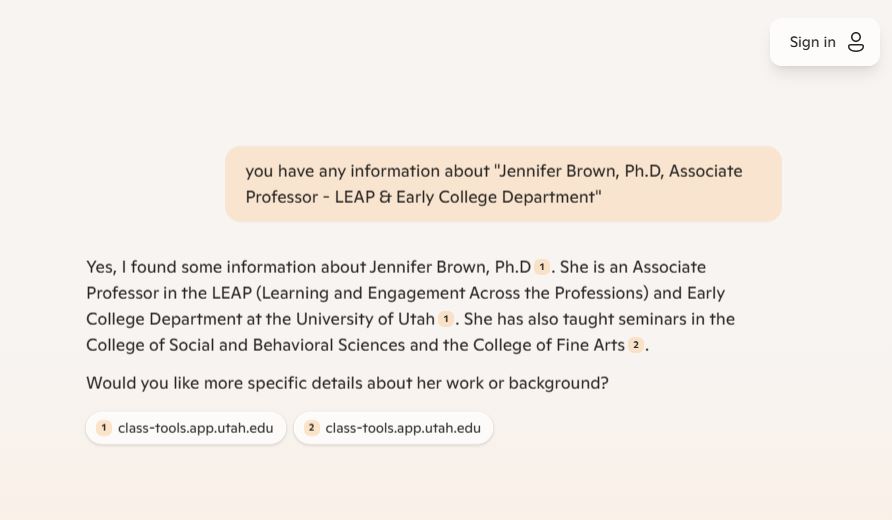 Sign in
you have any information about "Jennifer Brown, Ph.D, Associate
Professor - LEAP & Early College Department"
Yes, I found some information about Jennifer Brown, Ph.D 1. She is an Associate
Professor in the LEAP (Learning and Engagement Across the Professions) and Early
College Department at the University of Utah 1. She has also taught seminars in the
College of Social and Behavioral Sciences and the College of Fine Arts 2.
Would you like more specific details about her work or background?
1 class-tools.app.utah.edu 2 class-tools.app.utah.edu